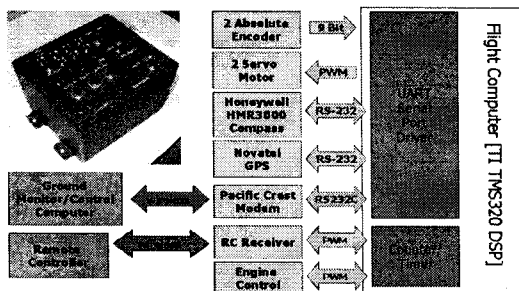 2 Absolute
Encoder
9 Bit
2 Servo
Motor
PWM
Honeywell
HMR3000
Compass
RS-232
Novatel
GPS
RS-232
Ground
Monitor/Control
Computer
Pacific Crest
Modem
RS232C
Remote
Controller
RC Receiver
PWM
Engine
Control
PWM
UART
Serial
Port
Driver
Counter/
Timer
Flight Computer [TI TMS320 DSP]